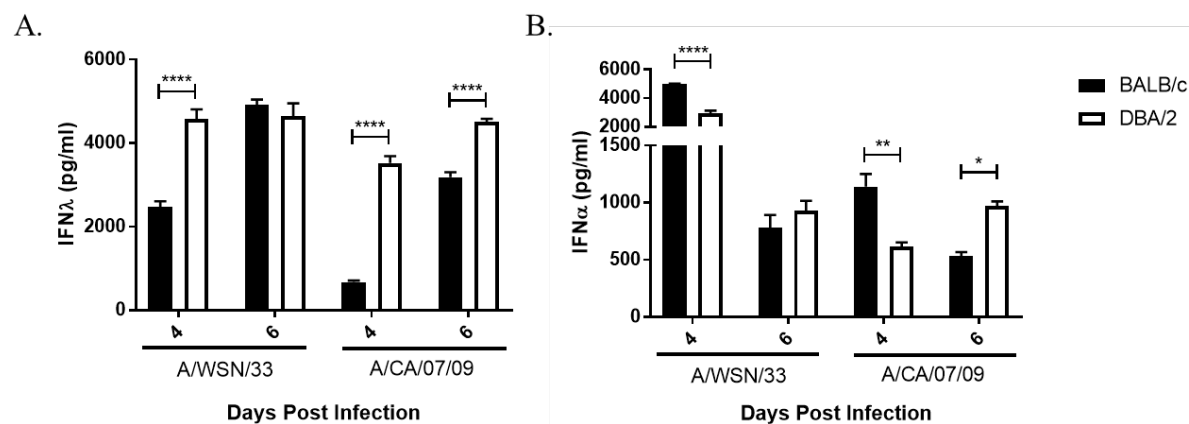 A.
6000
4000
2000
0
IFNλ (pg/ml)
****
****
****
4
6
4
6
A/WSN/33
A/CA/07/09
Days Post Infection
B.
6000
5000
4000
3000
2000
1500
1000
500
0
IFNα (pg/ml)
****
**
*
4
6
4
6
A/WSN/33
A/CA/07/09
Days Post Infection
BALB/c
DBA/2